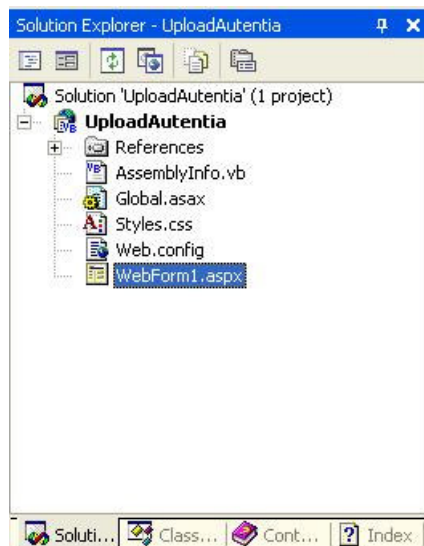 Solution Explorer - UploadAutentia
Solution 'UploadAutentia' (1 project)
UploadAutentia
References
AssemblyInfo.vb
Global.asax
Styles.css
Web.config
WebForm1.aspx
Soluti... Class... Cont... Index